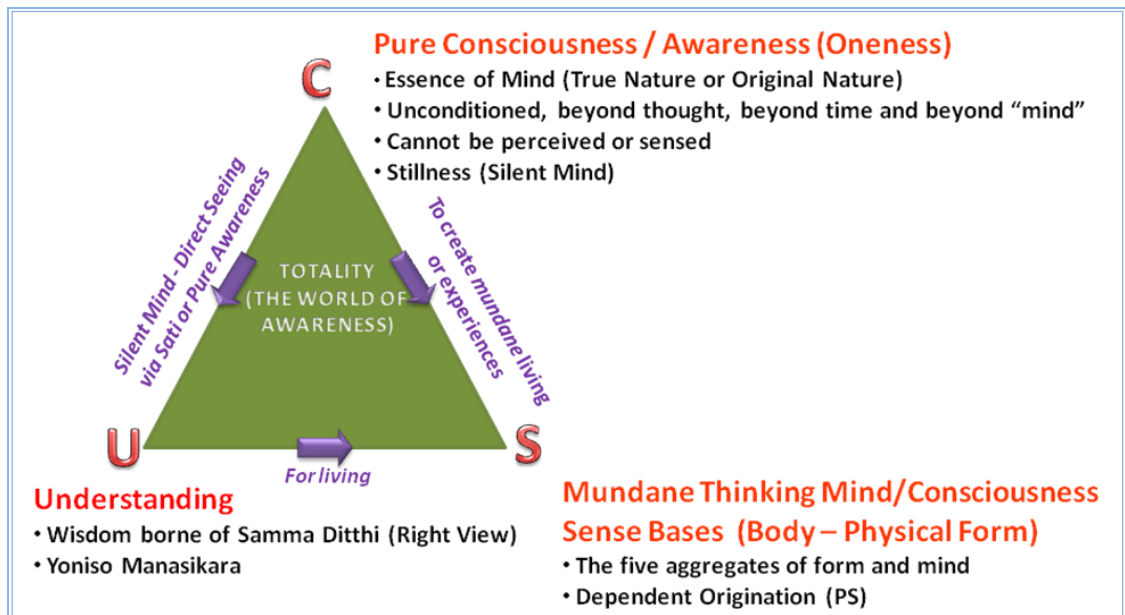 Pure Consciousness / Awareness (Oneness)
• Essence of Mind (True Nature or Original Nature)
• Unconditioned, beyond thought, beyond time and beyond “mind”
• Cannot be perceived or sensed
• Stillness (Silent Mind)
C
Silent Mind - Direct Seeing
via Sati or Pure Awareness
To create mundane living
or experiences
TOTALITY
(THE WORLD OF
AWARENESS)
U
S
For living
Understanding
• Wisdom borne of Samma Ditthi (Right View)
• Yoniso Manasikara
Mundane Thinking Mind/Consciousness
Sense Bases (Body – Physical Form)
• The five aggregates of form and mind
• Dependent Origination (PS)